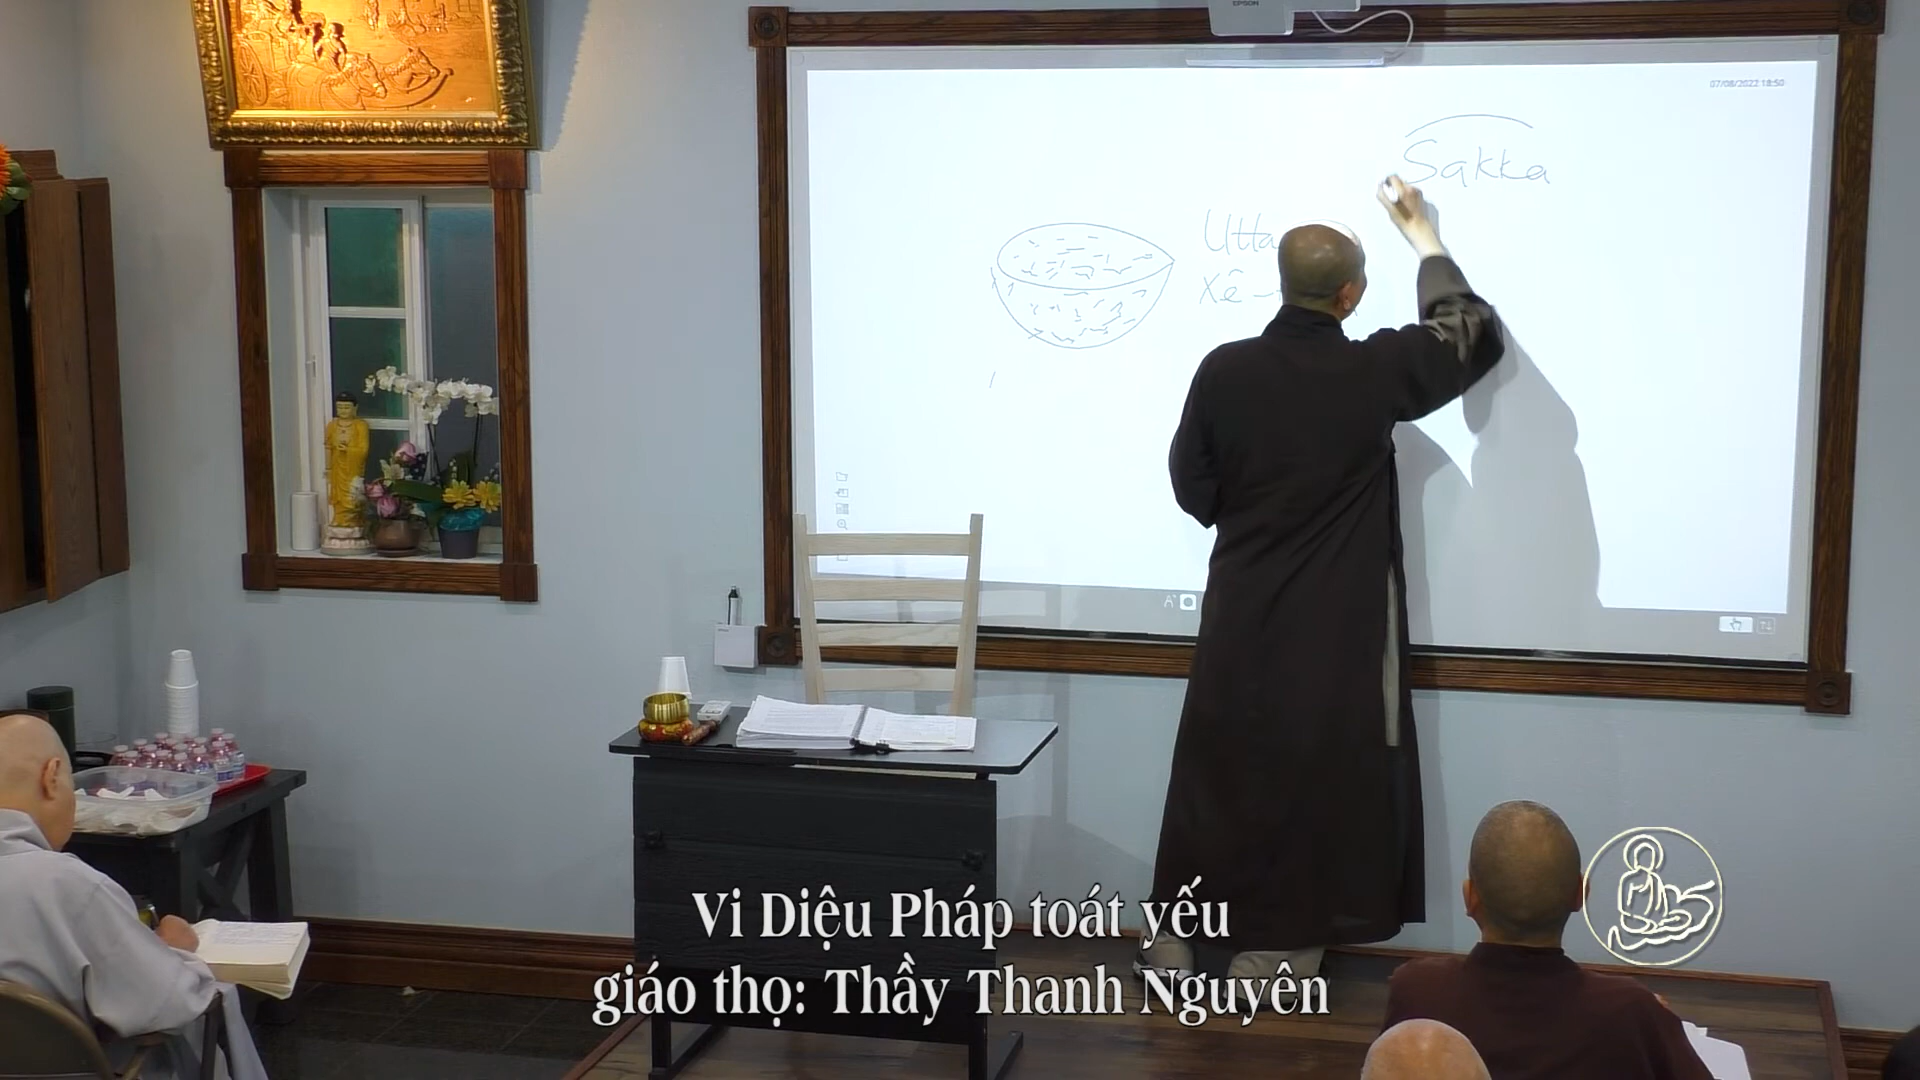 EPSON
07/08/2022 18:50
Sakka
Utta
Xê
Vi Diệu Pháp toát yếu
giáo thọ: Thầy Thanh Nguyên